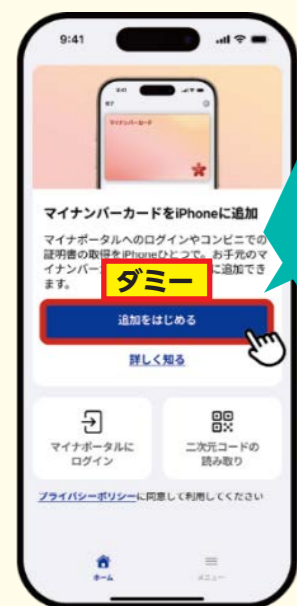 9:41
マイナンバーカード
マイナンバーカードをiPhoneに追加
マイナポータルへのログインやコンビニでの
証明書の取得をiPhoneひとつで。お手元のマ
イナンバー に追加でき
ます。
ダミー
追加をはじめる
詳しく知る
マイナポータルに
ログイン
二次元コードの
読み取り
プライバシーポリシーに同意して利用してください
ホーム
メニュー